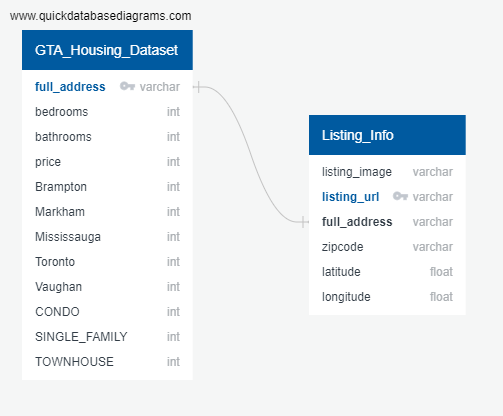 www.quickdatabasediagrams.com
GTA_Housing_Dataset
full_address varchar
bedrooms int
bathrooms int
price int
Brampton int
Markham int
Mississauga int
Toronto int
Vaughan int
CONDO int
SINGLE_FAMILY int
TOWNHOUSE int
Listing_Info
listing_image varchar
listing_url varchar
full_address varchar
zipcode varchar
latitude float
longitude float